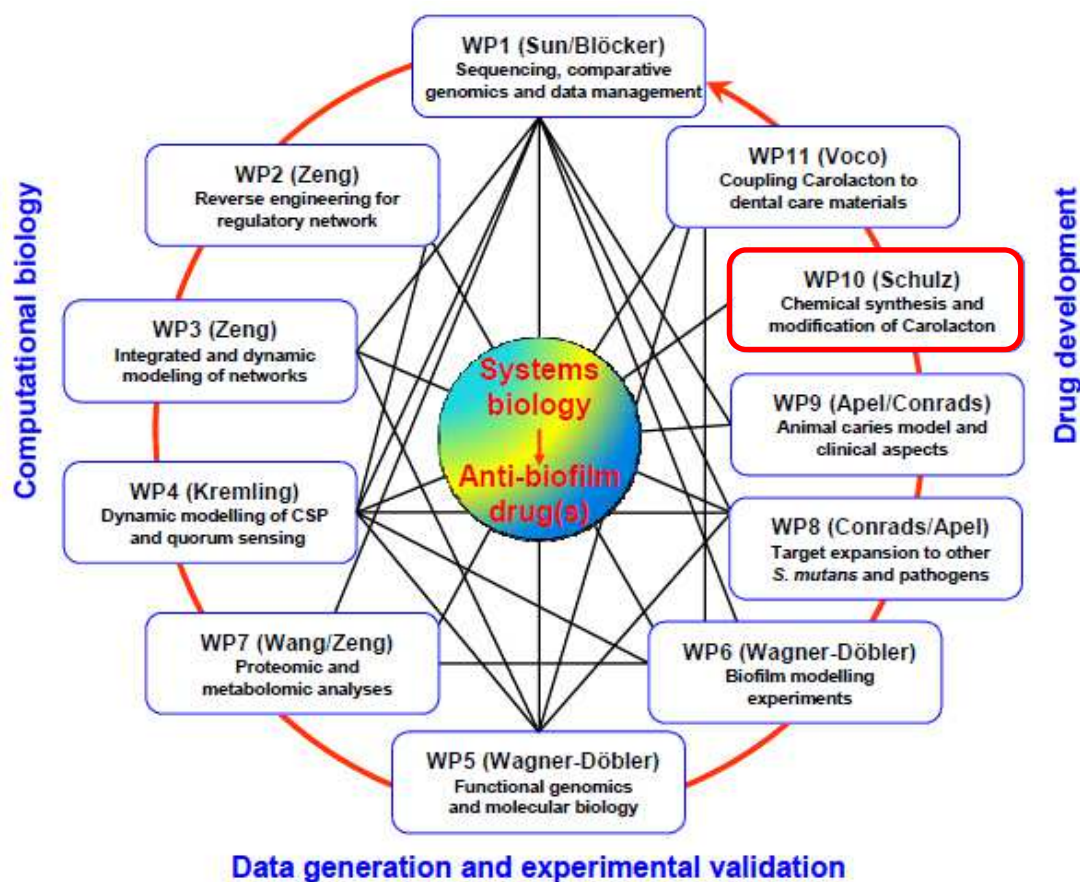 WP1 (Sun/Blöcker)
Sequencing, comparative
genomics and data management
WP2 (Zeng)
Reverse engineering for
regulatory network
WP11 (Voco)
Coupling Carolacton to
dental care materials
Computational biology
Drug development
WP10 (Schulz)
Chemical synthesis and
modification of Carolacton
WP3 (Zeng)
Integrated and dynamic
modeling of networks
Systems
biology
Anti-biofilm
drug(s)
WP9 (Apel/Conrads)
Animal caries model and
clinical aspects
WP4 (Kremling)
Dynamic modelling of CSP
and quorum sensing
WP8 (Conrads/Apel)
Target expansion to other
S. mutans and pathogens
WP7 (Wang/Zeng)
Proteomic and
metabolomic analyses
WP6 (Wagner-Döbler)
Biofilm modelling
experiments
WP5 (Wagner-Döbler)
Functional genomics
and molecular biology
Data generation and experimental validation